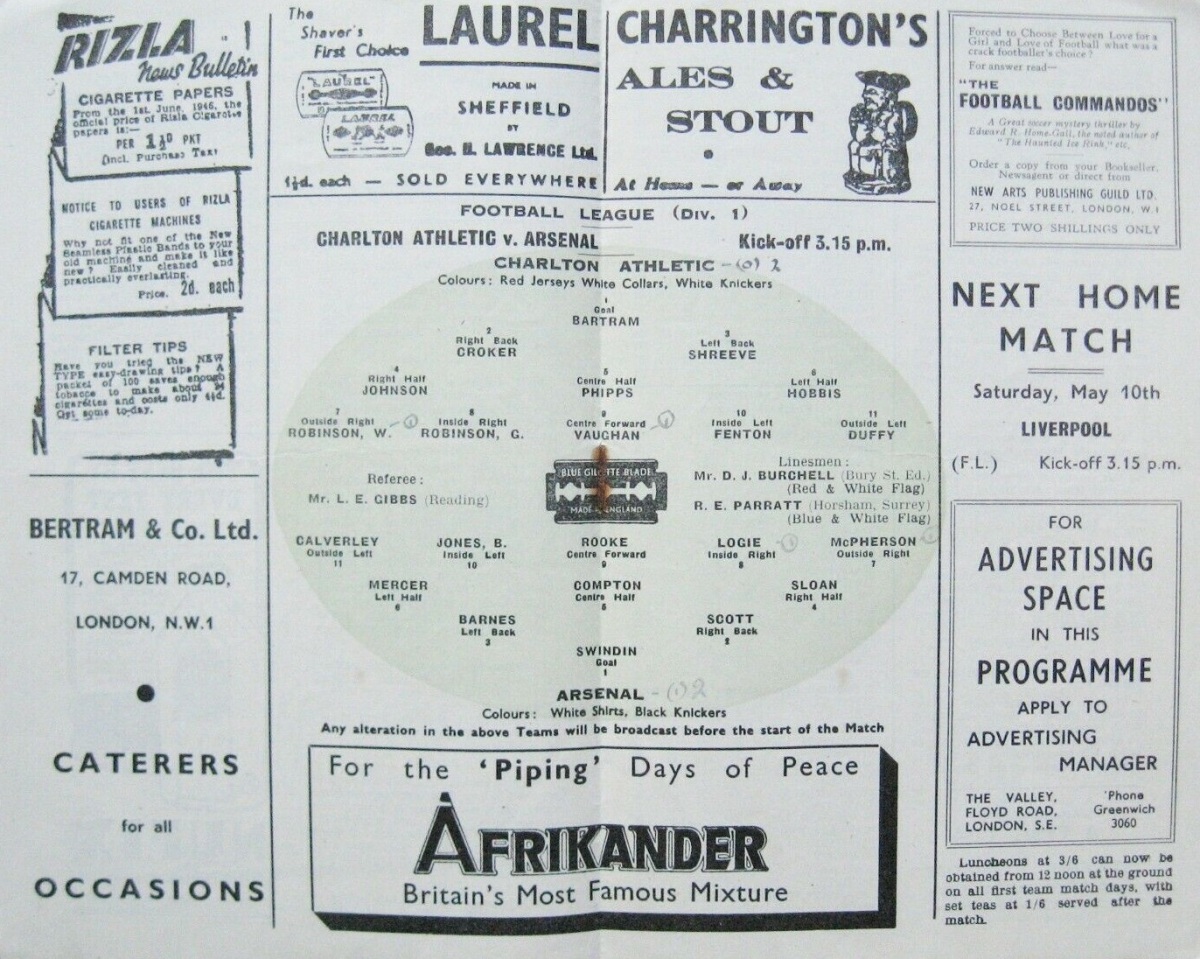 RIZLA
News Bulletin
CIGARETTE PAPERS
From the 1st. June, 1946, the
official price of Rizla Cigarette
papers is:—
PER 1½D PKT
(incl. Purchase Tax)
NOTICE TO USERS OF RIZLA
CIGARETTE MACHINES
Why not fit one of the New
Seamless Plastic Bands to your
old machine and make it like
new? Easily cleaned and
practically everlasting.
Price. 2d. each
FILTER TIPS
Have you tried the NEW
TYPE easy-drawing tips? A
packet of 100 saves enough
tobacco to make about
cigarettes and costs only
Get some to-day.
BERTRAM & Co. Ltd.
17, CAMDEN ROAD,
LONDON, N.W.1
CATERERS
for all
OCCASIONS
The
Shaver's
First Choice
LAUREL
"LAUREL"
LAUREL
MADE IN
SHEFFIELD
BY
Geo. H. LAWRENCE Ltd.
1½d. each — SOLD EVERYWHERE
CHARRINGTON'S
ALES &
STOUT
At Home — or Away
FOOTBALL LEAGUE (Div. 1)
CHARLTON ATHLETIC v. ARSENAL Kick-off 3.15 p.m.
CHARLTON ATHLETIC - (0) 2
Colours: Red Jerseys White Collars, White Knickers
1
Goal
BARTRAM
2 3
Right Back Left Back
CROKER SHREEVE
4 5 6
Right Half Centre Half Left Half
JOHNSON PHIPPS HOBBIS
7 8 9 10 11
Outside Right Inside Right Centre Forward Inside Left Outside Left
ROBINSON, W. - 1 ROBINSON, G. VAUGHAN - 1 FENTON DUFFY
Referee:
Mr. L. E. GIBBS (Reading)
BLUE GILLETTE BLADE
MADE IN ENGLAND
Linesmen:
Mr. D. J. BURCHELL (Bury St. Ed.)
(Red & White Flag)
R. E. PARRATT (Horsham, Surrey)
(Blue & White Flag)
CALVERLEY JONES, B. ROOKE LOGIE 1 McPHERSON 1
Outside Left Inside Left Centre Forward Inside Right Outside Right
11 10 9 8 7
MERCER COMPTON SLOAN
Left Half Centre Half Right Half
6 5 4
BARNES SCOTT
Left Back Right Back
3 2
SWINDIN
Goal
1
ARSENAL - (1) 2
Colours: White Shirts, Black Knickers
Any alteration in the above Teams will be broadcast before the start of the Match
For the 'Piping' Days of Peace
AFRIKANDER
Britain's Most Famous Mixture
Forced to Choose Between Love for a
Girl and Love of Football what was a
crack footballet's choice?
For answer read—
"THE
FOOTBALL COMMANDOS"
A Great soccer mystery thriller by
Edward R. Home-Gall, the noted author of
"The Haunted Ice Rink," etc.
Order a copy from your Bookseller,
Newsagent or direct from
NEW ARTS PUBLISHING GUILD LTD.
27, NOEL STREET, LONDON, W.1
PRICE TWO SHILLINGS ONLY
NEXT HOME
MATCH
Saturday, May 10th
LIVERPOOL
(F.L.) Kick-off 3.15 p.m.
FOR
ADVERTISING
SPACE
IN THIS
PROGRAMME
APPLY TO
ADVERTISING
MANAGER
THE VALLEY, 'Phone
FLOYD ROAD, Greenwich
LONDON, S.E. 3060
Luncheons at 3/6 can now be
obtained from 12 noon at the ground
on all first team match days, with
set teas at 1/6 served after the
match.